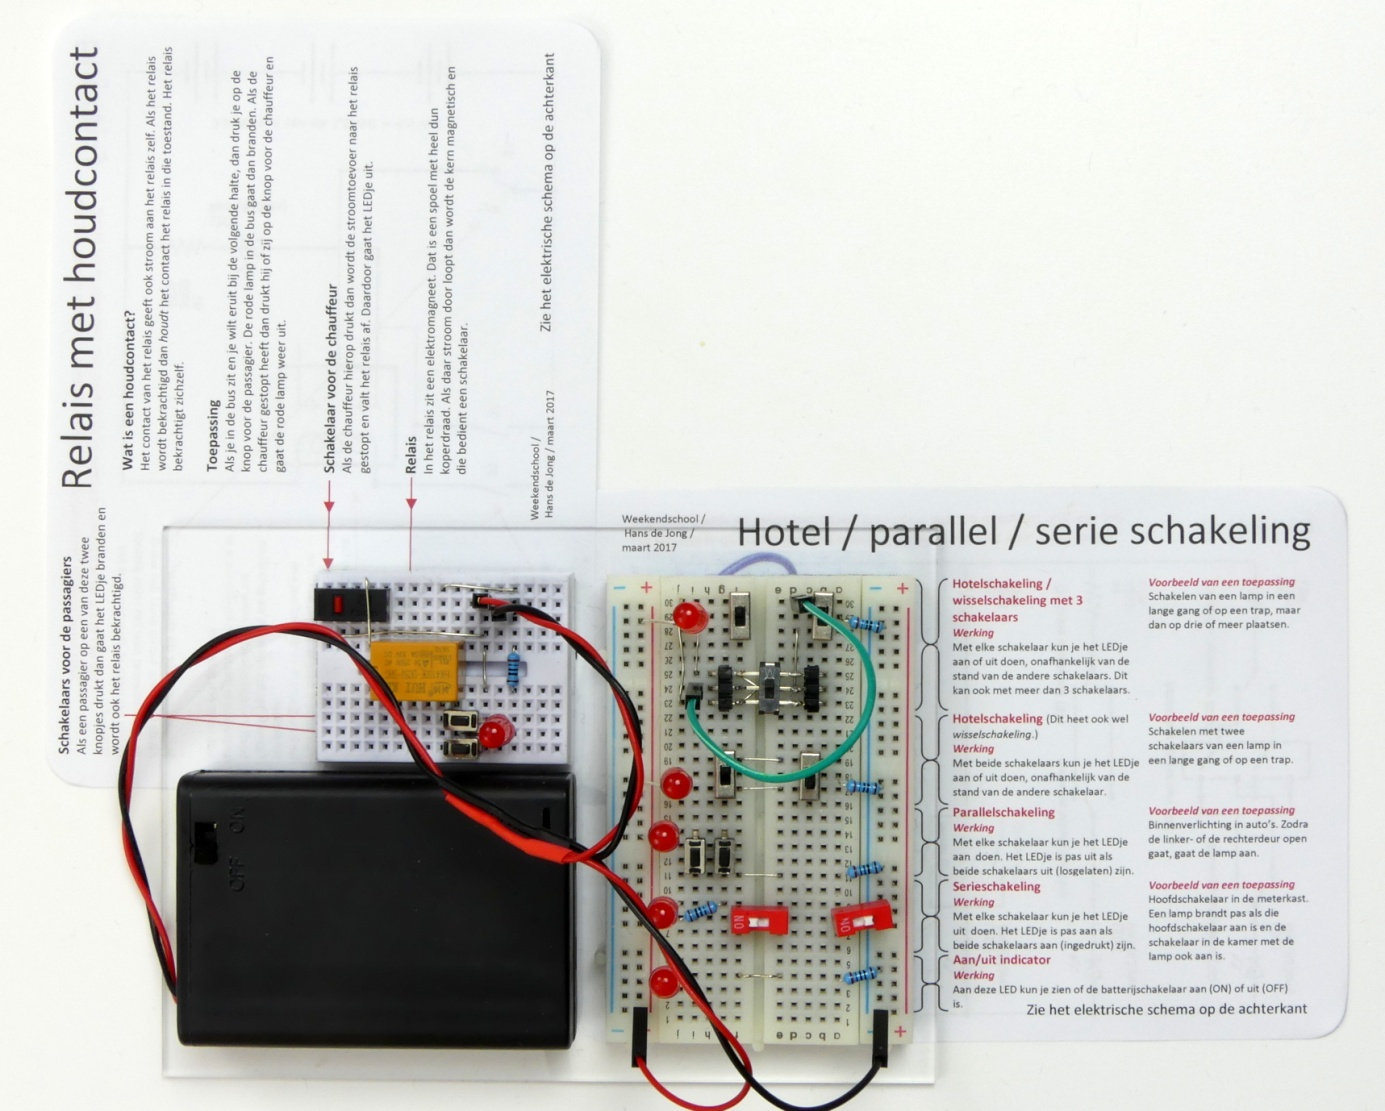 Relais met houdcontact
Wat is een houdcontact?
Het contact van het relais geeft ook stroom aan het relais zelf. Als het relais
wordt bekrachtigd dan houdt het contact het relais in die toestand. Het relais
bekrachtigt zichzelf.
Toepassing
Als je in de bus zit en je wilt eruit bij de volgende halte, dan druk je op de
knop voor de passagier. De rode lamp in de bus gaat dan branden. Als de
chauffeur gestopt heeft dan drukt hij of zij op de knop voor de chauffeur en
gaat de rode lamp weer uit.
Schakelaar voor de chauffeur
Als de chauffeur hierop drukt dan wordt de stroomtoevoer naar het relais
gestopt en valt het relais af. Daardoor gaat het LEDje uit.
Relais
In het relais zit een elektromagneet. Dat is een spoel met heel dun
koperdraad. Als daar stroom door loopt dan wordt de kern magnetisch en
die bedient een schakelaar.
Weekendschool /
Hans de Jong / maart 2017
Zie het elektrische schema op de achterkant
Schakelaars voor de passagiers
Als een passagier op een van deze twee
knopjes drukt dan gaat het LEDje branden en
wordt ook het relais bekrachtigd.
Weekendschool /
Hans de Jong /
maart 2017
Hotel / parallel / serie schakeling
Hotelschakeling /
wisselschakeling met 3
schakelaars
Werking
Met elke schakelaar kun je het LEDje
aan of uit doen, onafhankelijk van de
stand van de andere schakelaars. Dit
kan ook met meer dan 3 schakelaars.
Voorbeeld van een toepassing
Schakelen van een lamp in een
lange gang of op een trap, maar
dan op drie of meer plaatsen.
Hotelschakeling (Dit heet ook wel
wisselschakeling.)
Werking
Met beide schakelaars kun je het LEDje
aan of uit doen, onafhankelijk van de
stand van de andere schakelaar.
Voorbeeld van een toepassing
Schakelen met twee
schakelaars van een lamp in
een lange gang of op een trap.
Parallelschakeling
Werking
Met elke schakelaar kun je het LEDje
aan doen. Het LEDje is pas uit als
beide schakelaars uit (losgelaten) zijn.
Voorbeeld van een toepassing
Binnenverlichting in auto's. Zodra
de linker- of de rechterdeur open
gaat, gaat de lamp aan.
Serieschakeling
Werking
Met elke schakelaar kun je het LEDje
uit doen. Het LEDje is pas aan als
beide schakelaars aan (ingedrukt) zijn.
Voorbeeld van een toepassing
Hoofdschakelaar in de meterkast.
Een lamp brandt pas als die
hoofdschakelaar aan is en de
schakelaar in de kamer met de
lamp ook aan is.
Aan/uit indicator
Werking
Aan deze LED kun je zien of de batterijschakelaar aan (ON) of uit (OFF)
is.
Zie het elektrische schema op de achterkant
OFF ON
ON
ON